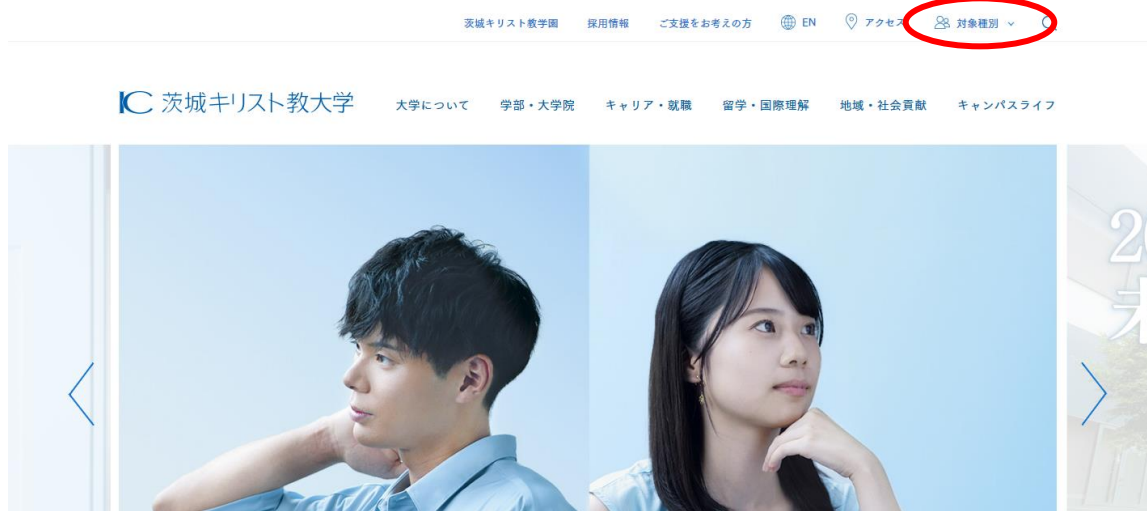 茨城キリスト教学園 採用情報 ご支援をお考えの方 EN アクセス 対象種別
IC 茨城キリスト教大学 大学について 学部・大学院 キャリア・就職 留学・国際理解 地域・社会貢献 キャンパスライフ